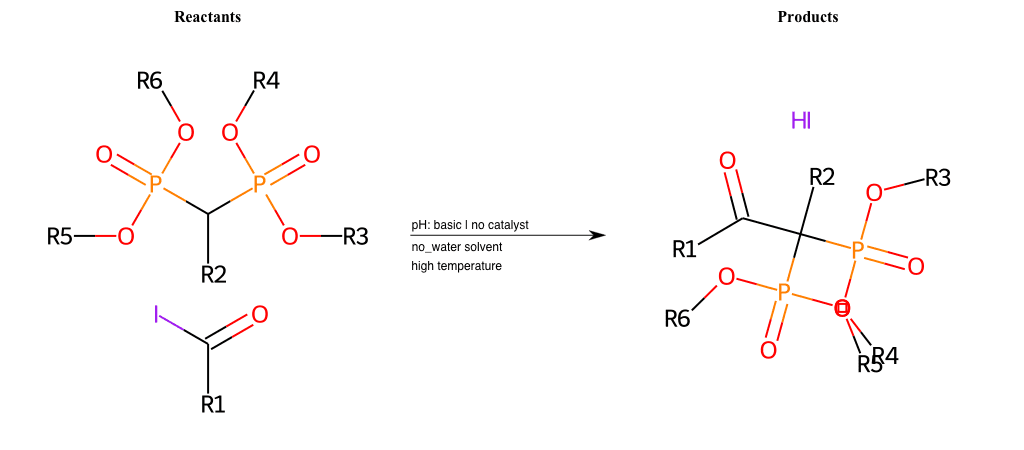 Reactants
Products
R6
R4
O
O
O
O
P
P
R5
O
O
R3
R2
I
O
R1
pH: basic | no catalyst
no_water solvent
high temperature
HI
O
R2
O
R3
R1
P
O
O
P
R6
O
O
O
R4
R5